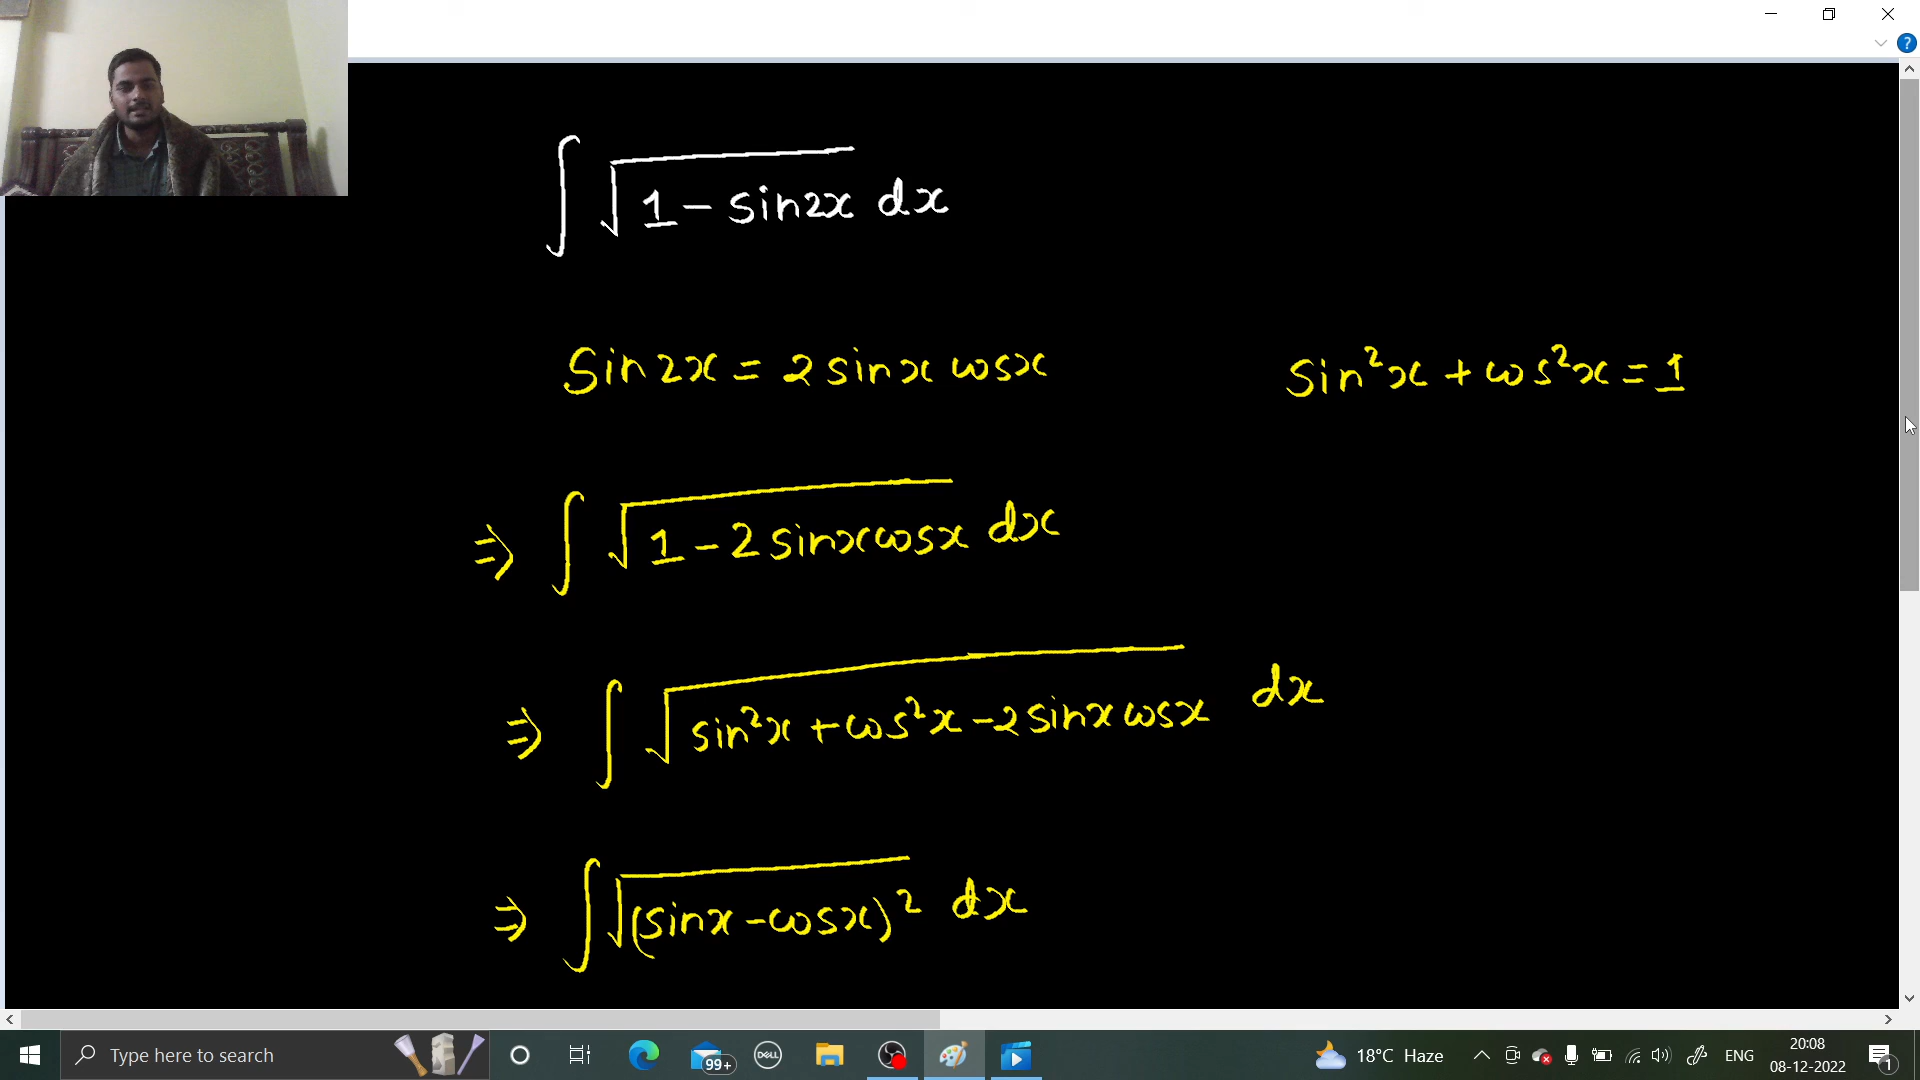 ∫ √(1 - sin2x) dx
Sin2x = 2 sinx cosx
sin²x + cos²x = 1
⇒ ∫ √(1 - 2 sinx cosx) dx
⇒ ∫ √(sin²x + cos²x - 2 sinx cosx) dx
⇒ ∫ √((sinx - cosx)²) dx
Type here to search
99+
DELL
18°C Haze
ENG
20:08
08-12-2022
1